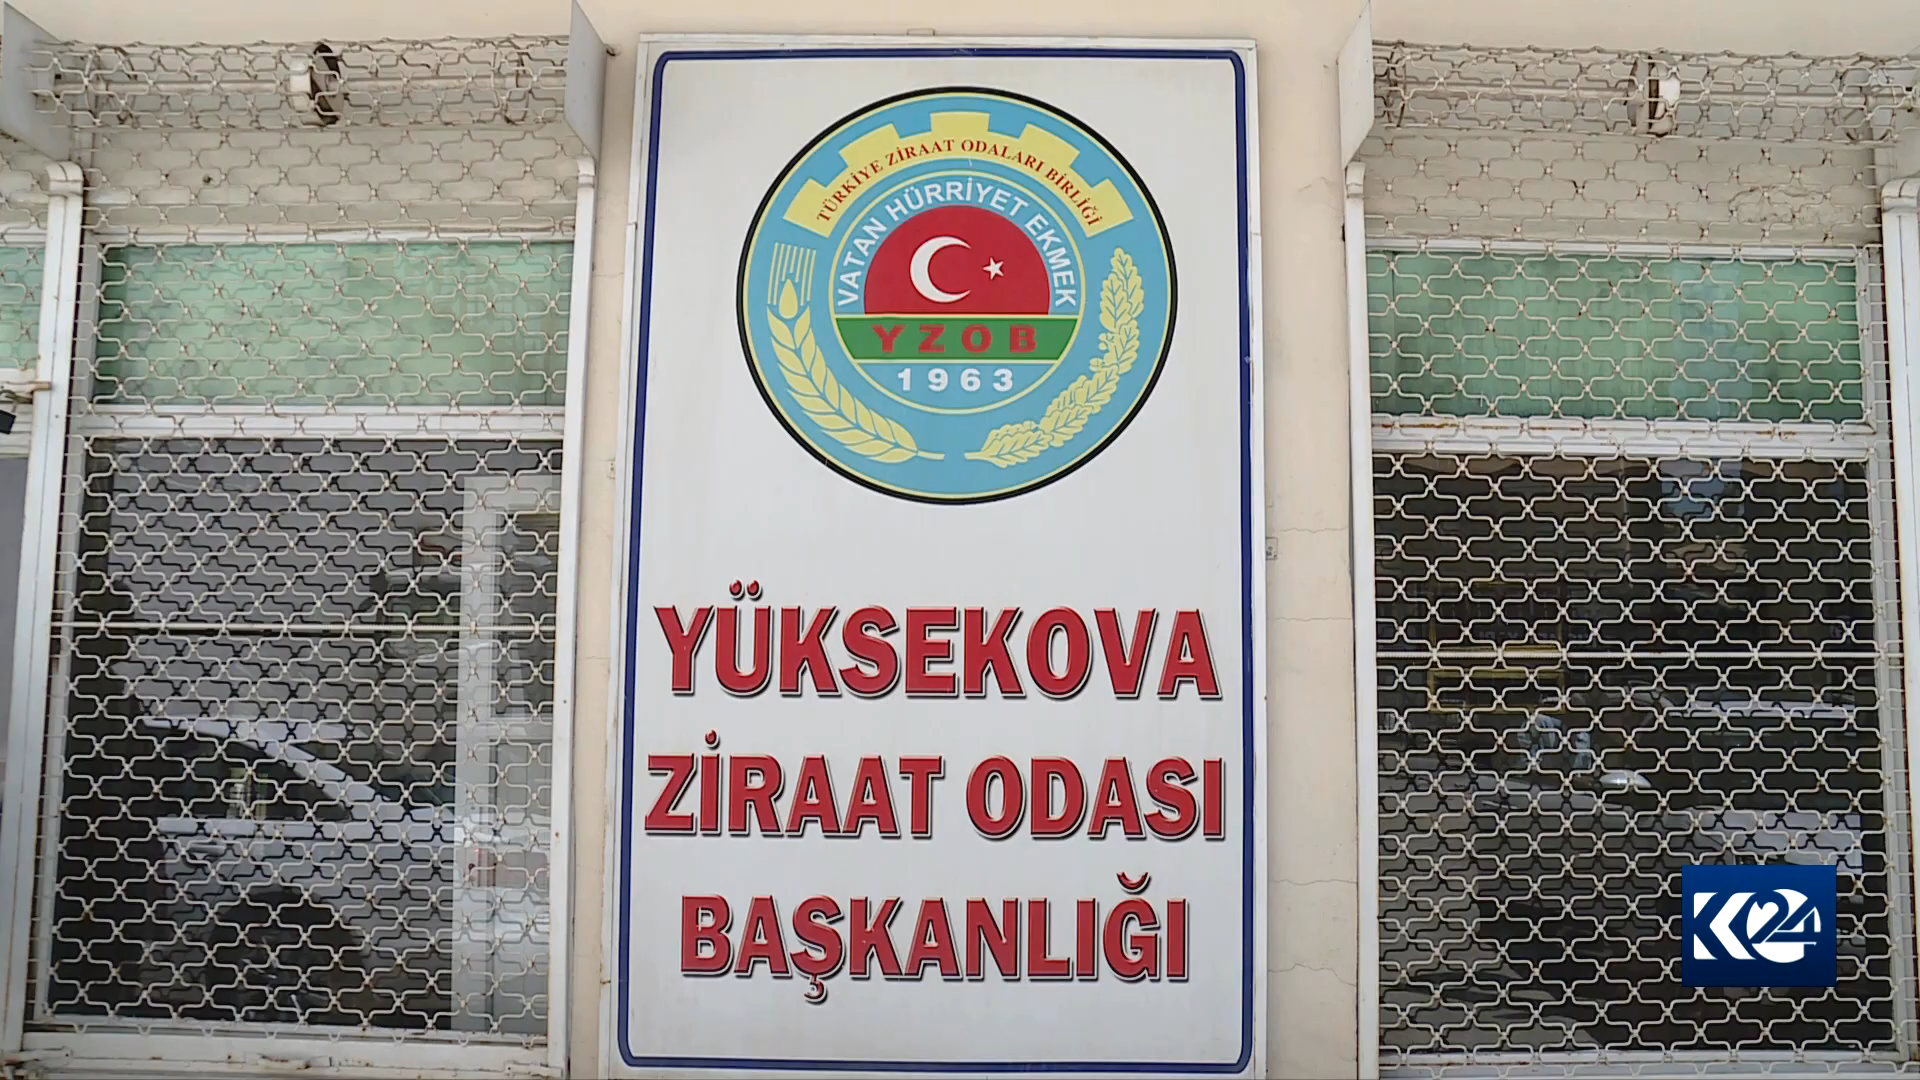 TÜRKİYE ZİRAAT ODALARI BİRLİĞİ
VATAN HÜRRİYET EKMEK
YZOB
1963
YÜKSEKOVA
ZİRAAT ODASI
BAŞKANLIĞI
K24